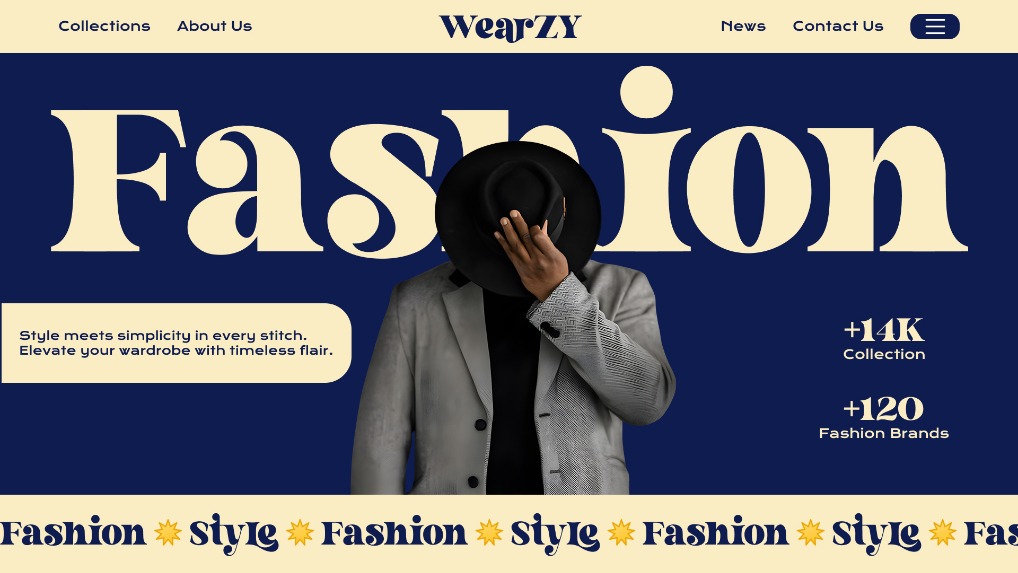 Collections About Us WearZY News Contact Us
Fashion
Style meets simplicity in every stitch.
Elevate your wardrobe with timeless flair.
+14K
Collection
+120
Fashion Brands
Fashion Style Fashion Style Fashion Style Fas